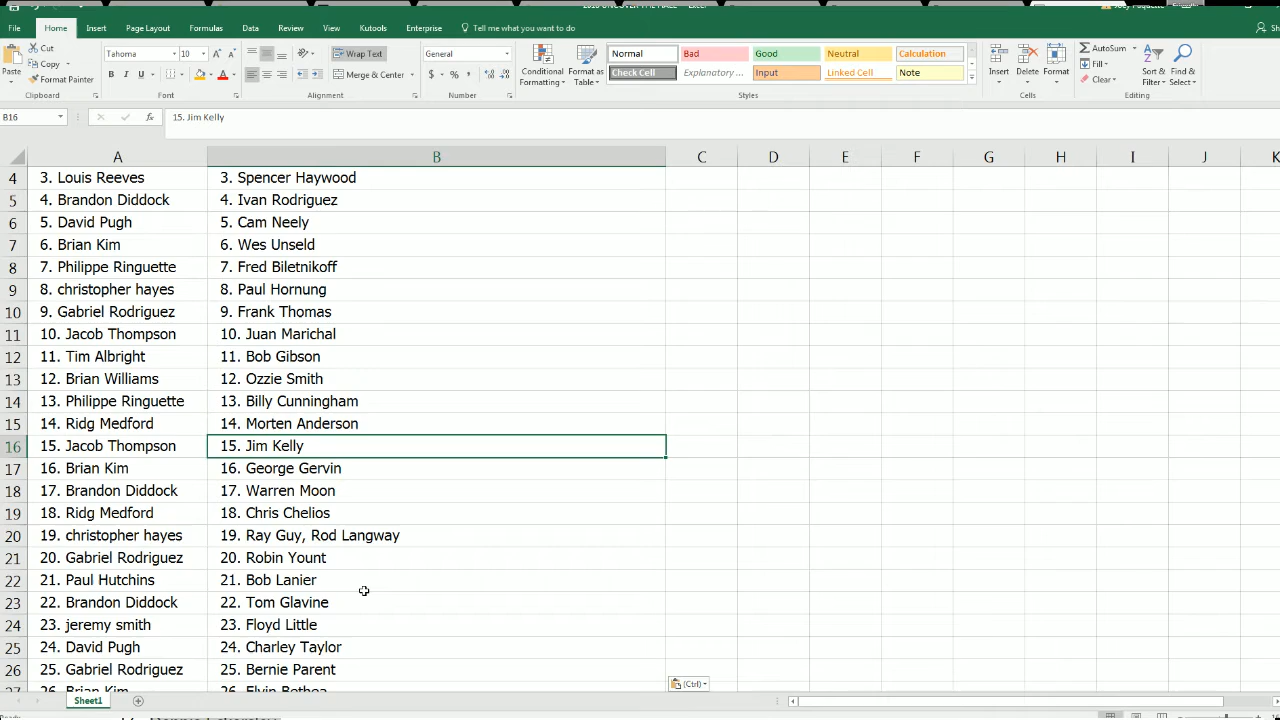 File Home Insert Page Layout Formulas Data Review View Kutools Enterprise Tell me what you want to do
Cut
Copy
Format Painter
Paste
Clipboard
Tahoma 10
B I U
Font
Wrap Text
Merge & Center
Alignment
General
$ % ,
Number
Conditional Formatting
Format as Table
Normal Bad Good Neutral Calculation
Check Cell Explanatory ... Input Linked Cell Note
Styles
Insert Delete Format
Cells
AutoSum
Fill
Clear
Sort & Filter
Find & Select
Editing
B16 fx 15. Jim Kelly
A B C D E F G H I J K
4 3. Louis Reeves 3. Spencer Haywood
5 4. Brandon Diddock 4. Ivan Rodriguez
6 5. David Pugh 5. Cam Neely
7 6. Brian Kim 6. Wes Unseld
8 7. Philippe Ringuette 7. Fred Biletnikoff
9 8. christopher hayes 8. Paul Hornung
10 9. Gabriel Rodriguez 9. Frank Thomas
11 10. Jacob Thompson 10. Juan Marichal
12 11. Tim Albright 11. Bob Gibson
13 12. Brian Williams 12. Ozzie Smith
14 13. Philippe Ringuette 13. Billy Cunningham
15 14. Ridg Medford 14. Morten Anderson
16 15. Jacob Thompson 15. Jim Kelly
17 16. Brian Kim 16. George Gervin
18 17. Brandon Diddock 17. Warren Moon
19 18. Ridg Medford 18. Chris Chelios
20 19. christopher hayes 19. Ray Guy, Rod Langway
21 20. Gabriel Rodriguez 20. Robin Yount
22 21. Paul Hutchins 21. Bob Lanier
23 22. Brandon Diddock 22. Tom Glavine
24 23. jeremy smith 23. Floyd Little
25 24. David Pugh 24. Charley Taylor
26 25. Gabriel Rodriguez 25. Bernie Parent
27 26. Brian Kim 26. Elvin Bethea
(Ctrl)
Sheet1